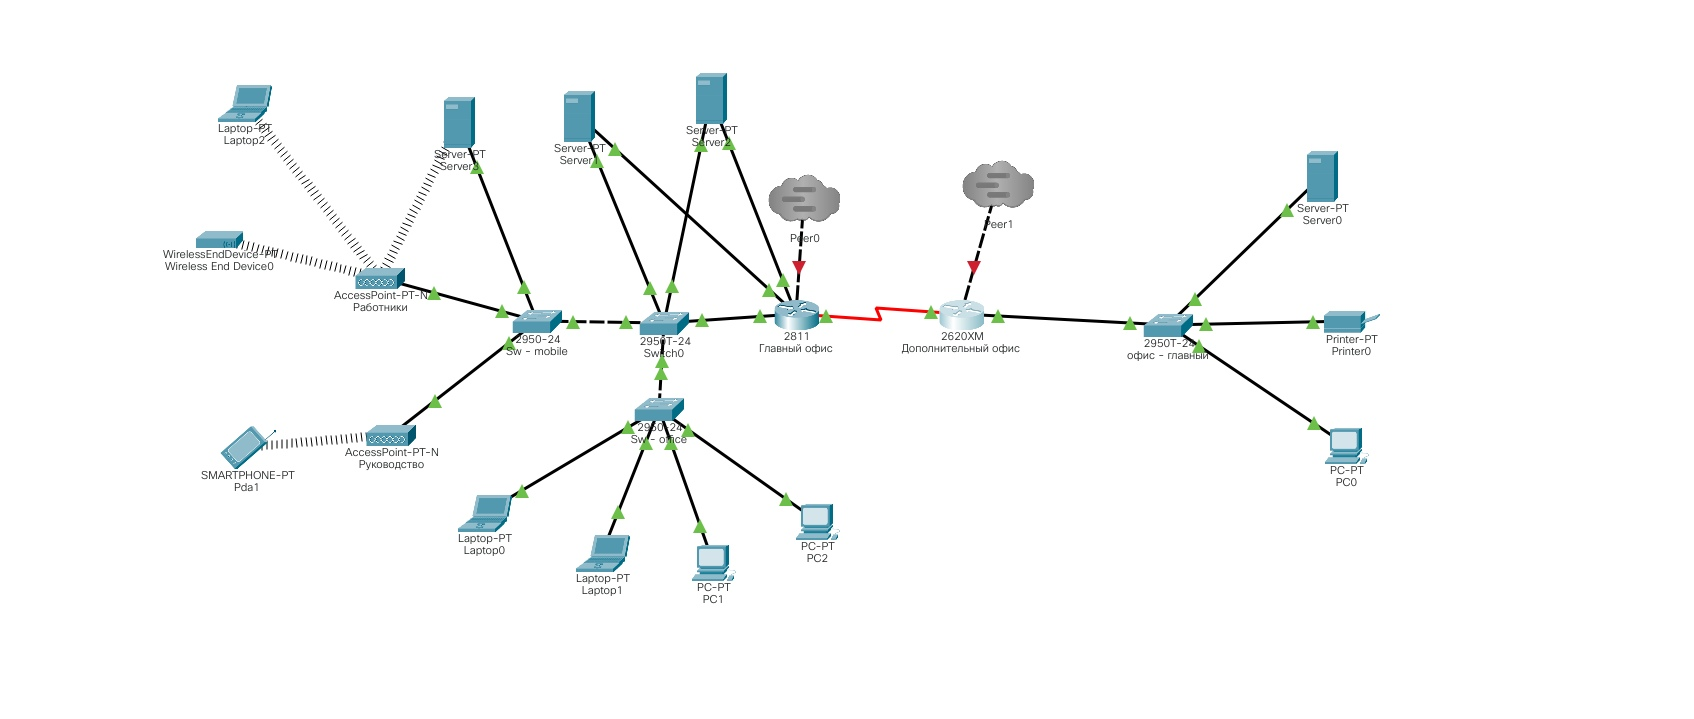 Laptop-PT
Laptop2
Server-PT
Server3
Server-PT
Server1
Server-PT
Server2
Peer0
Peer1
Server-PT
Server0
WirelessEndDevice-PT
Wireless End Device0
AccessPoint-PT-N
Работники
2950-24
Sw - mobile
2950T-24
Switch0
2811
Главный офис
2620XM
Дополнительный офис
2950T-24
офис - главный
Printer-PT
Printer0
SMARTPHONE-PT
Pda1
AccessPoint-PT-N
Руководство
2950-24
Sw - office
PC-PT
PC0
Laptop-PT
Laptop0
Laptop-PT
Laptop1
PC-PT
PC1
PC-PT
PC2